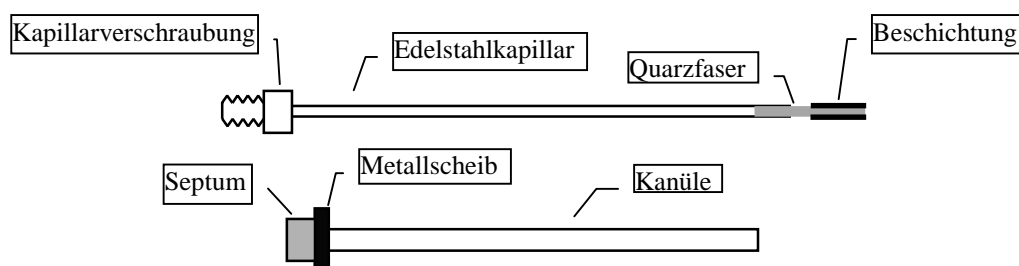 Kapillarverschraubung
Edelstahlkapillar
Quarzfaser
Beschichtung
Septum
Metallscheib
Kanüle